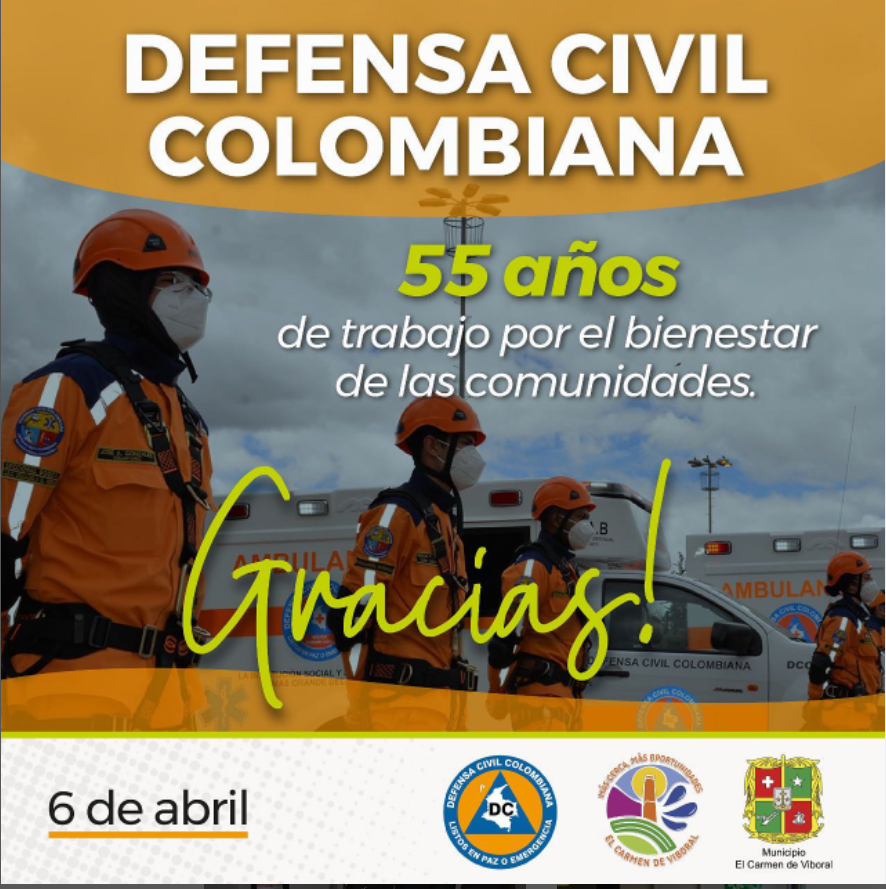 DEFENSA CIVIL
COLOMBIANA
55 años
de trabajo por el bienestar
de las comunidades.
Gracias!
AMBULAN
AMBULAN
DEFENSA CIVIL COLOMBIANA
6 de abril
DEFENSA CIVIL COLOMBIANA
DC
LISTOS EN PAZ O EMERGENCIA
MÁS CERCA, MÁS OPORTUNIDADES
EL CARMEN DE VIBORAL
Municipio
El Carmen de Viboral